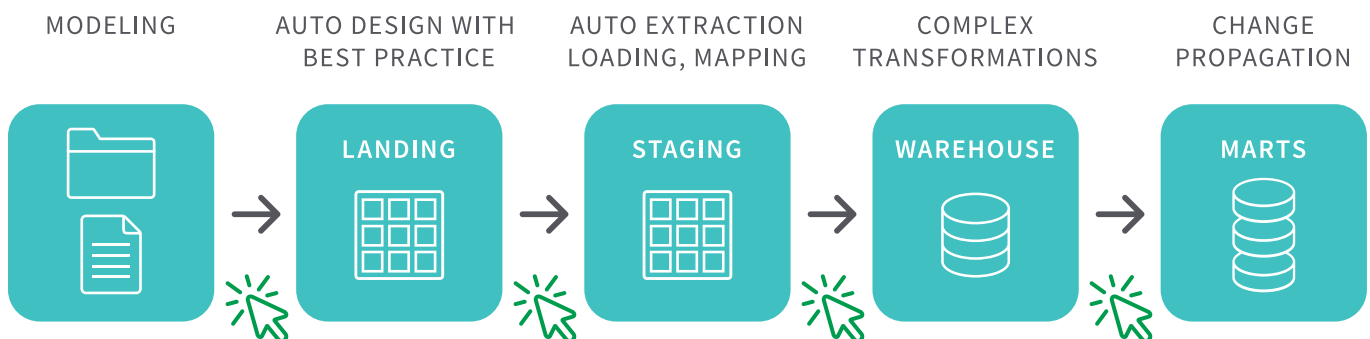 MODELING
AUTO DESIGN WITH
BEST PRACTICE
AUTO EXTRACTION
LOADING, MAPPING
COMPLEX
TRANSFORMATIONS
CHANGE
PROPAGATION
LANDING
STAGING
WAREHOUSE
MARTS